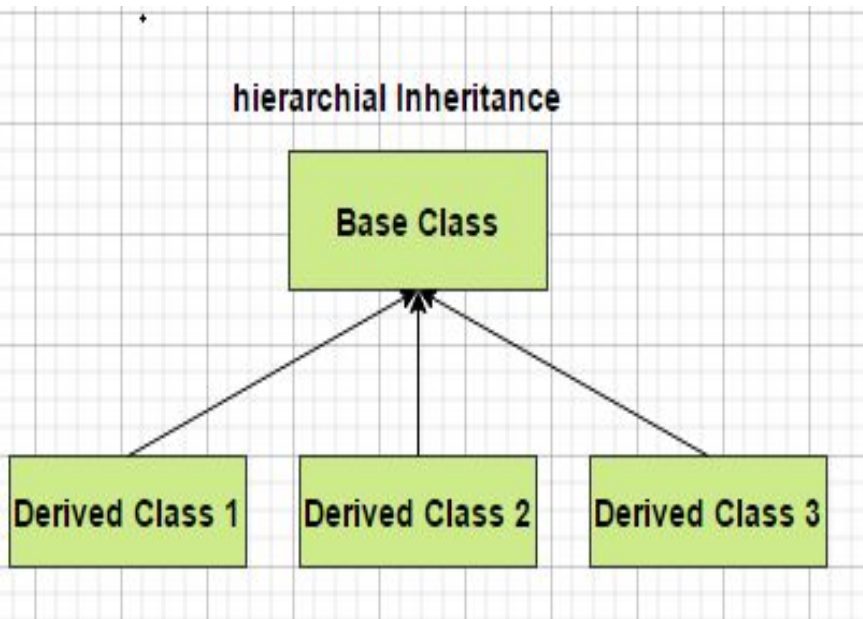 hierarchial Inheritance
Base Class
Derived Class 1
Derived Class 2
Derived Class 3